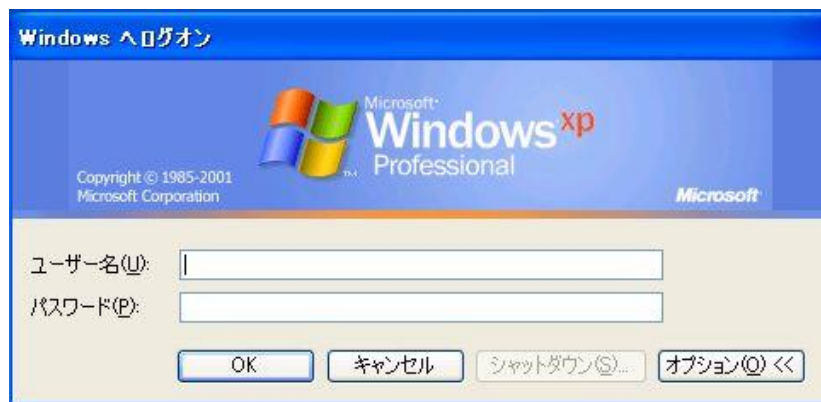 Windows へログオン
Microsoft®
Windows xp
Professional
Copyright © 1985-2001
Microsoft Corporation
Microsoft
ユーザー名(U):
パスワード(P):
OK
キャンセル
シャットダウン(S)...
オプション(O) <<